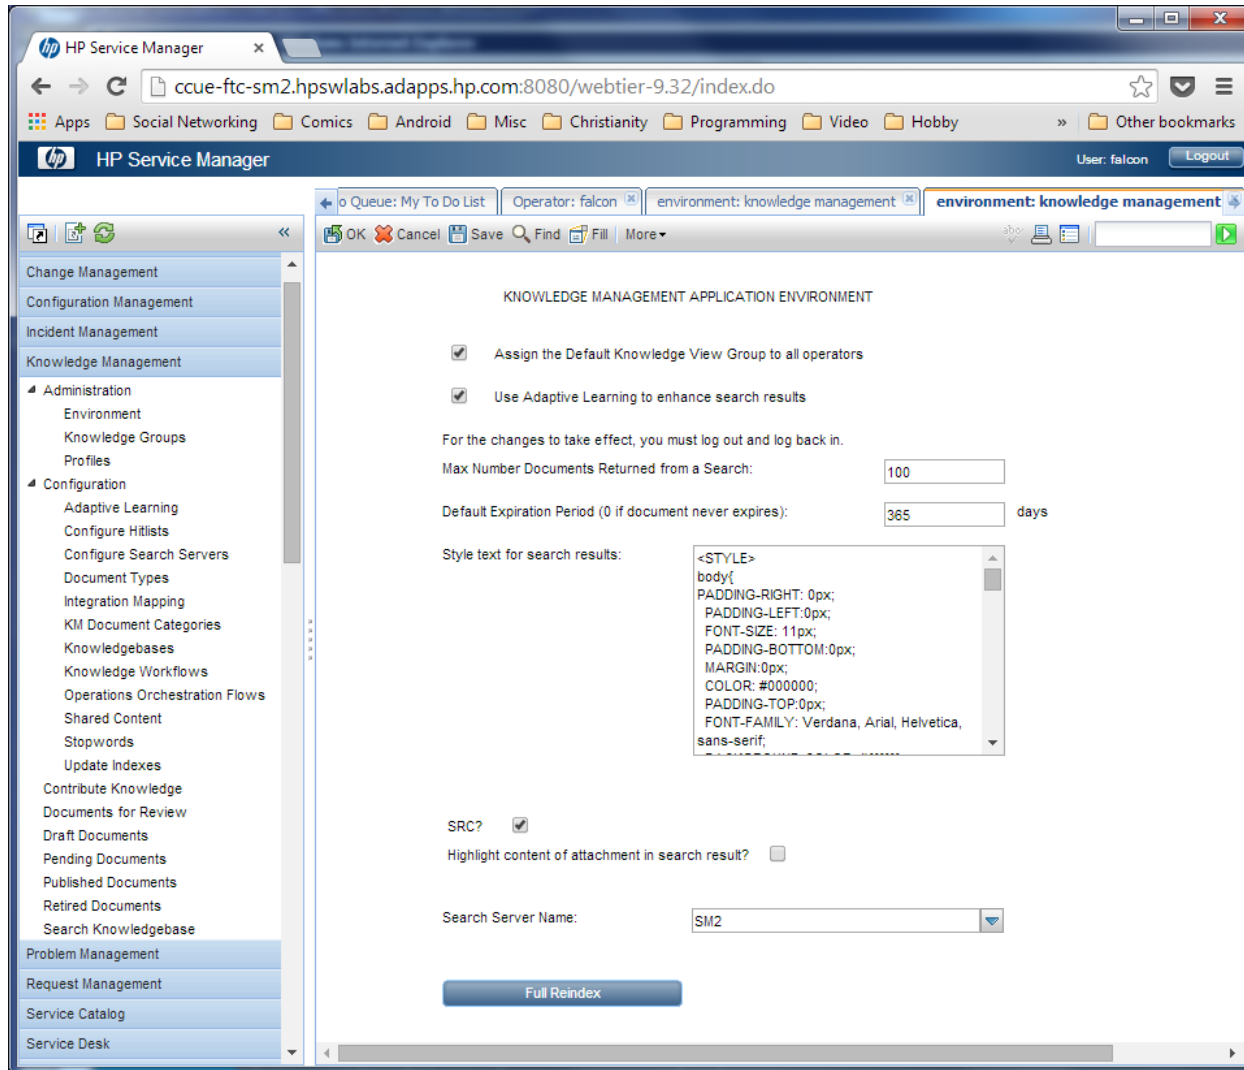 HP Service Manager
ccue-ftc-sm2.hpswlabs.adapps.hp.com:8080/webtier-9.32/index.do
Apps Social Networking Comics Android Misc Christianity Programming Video Hobby » Other bookmarks
hp HP Service Manager User: falcon Logout
o Queue: My To Do List Operator: falcon environment: knowledge management environment: knowledge management
OK Cancel Save Find Fill More
Change Management
Configuration Management
Incident Management
Knowledge Management
Administration
Environment
Knowledge Groups
Profiles
Configuration
Adaptive Learning
Configure Hitlists
Configure Search Servers
Document Types
Integration Mapping
KM Document Categories
Knowledgebases
Knowledge Workflows
Operations Orchestration Flows
Shared Content
Stopwords
Update Indexes
Contribute Knowledge
Documents for Review
Draft Documents
Pending Documents
Published Documents
Retired Documents
Search Knowledgebase
Problem Management
Request Management
Service Catalog
Service Desk
KNOWLEDGE MANAGEMENT APPLICATION ENVIRONMENT
Assign the Default Knowledge View Group to all operators
Use Adaptive Learning to enhance search results
For the changes to take effect, you must log out and log back in.
Max Number Documents Returned from a Search: 100
Default Expiration Period (0 if document never expires): 365 days
Style text for search results:
<STYLE>
body{
PADDING-RIGHT: 0px;
PADDING-LEFT:0px;
FONT-SIZE: 11px;
PADDING-BOTTOM:0px;
MARGIN:0px;
COLOR: #000000;
PADDING-TOP:0px;
FONT-FAMILY: Verdana, Arial, Helvetica,
sans-serif;
SRC?
Highlight content of attachment in search result?
Search Server Name: SM2
Full Reindex